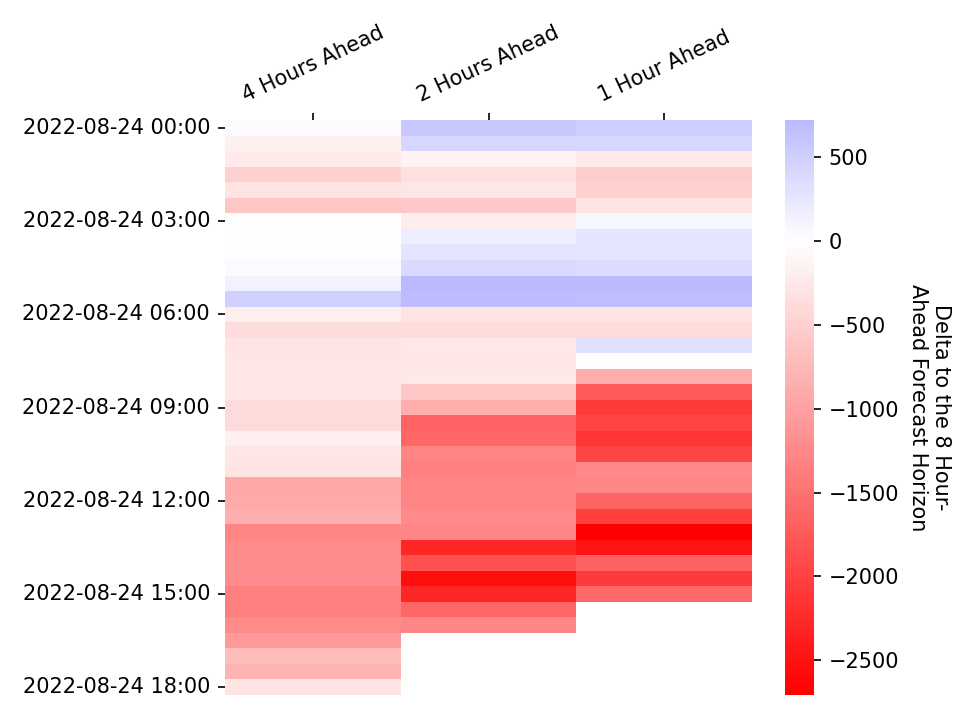 4 Hours Ahead
2 Hours Ahead
1 Hour Ahead
2022-08-24 00:00
2022-08-24 03:00
2022-08-24 06:00
2022-08-24 09:00
2022-08-24 12:00
2022-08-24 15:00
2022-08-24 18:00
500
0
−500
−1000
−1500
−2000
−2500
Delta to the 8 Hour-
Ahead Forecast Horizon